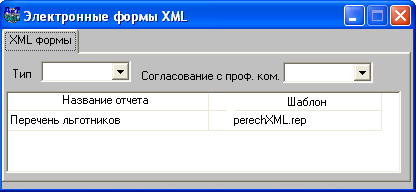 Электронные формы XML
XML формы
Тип Согласование с проф. ком.
Название отчета Шаблон
Перечень льготников perechXML.rep